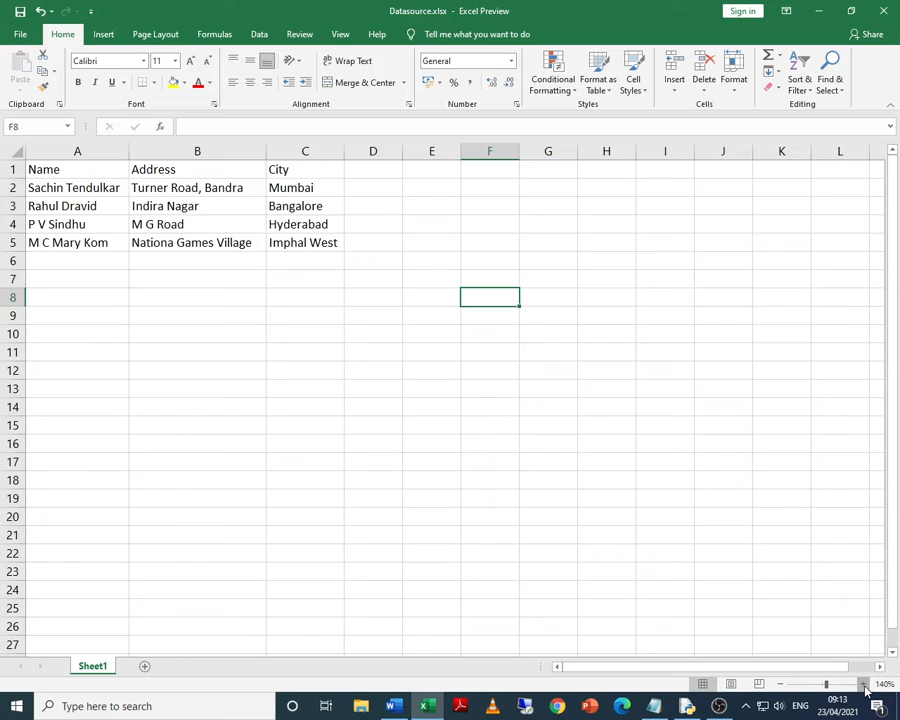 Datasource.xlsx - Excel Preview
Sign in
File Home Insert Page Layout Formulas Data Review View Help Tell me what you want to do Share
Paste
Calibri 11
B I U A
Wrap Text
Merge & Center
General
% ,
Conditional Formatting
Format as Table
Cell Styles
Insert
Delete
Format
Sort & Filter
Find & Select
Clipboard Font Alignment Number Styles Cells Editing
F8 fx
A B C D E F G H I J K L
1 Name Address City
2 Sachin Tendulkar Turner Road, Bandra Mumbai
3 Rahul Dravid Indira Nagar Bangalore
4 P V Sindhu M G Road Hyderabad
5 M C Mary Kom Nationa Games Village Imphal West
6
7
8
9
10
11
12
13
14
15
16
17
18
19
20
21
22
23
24
25
26
27
Sheet1
140%
Type here to search
ENG
09:13
23/04/2021
1